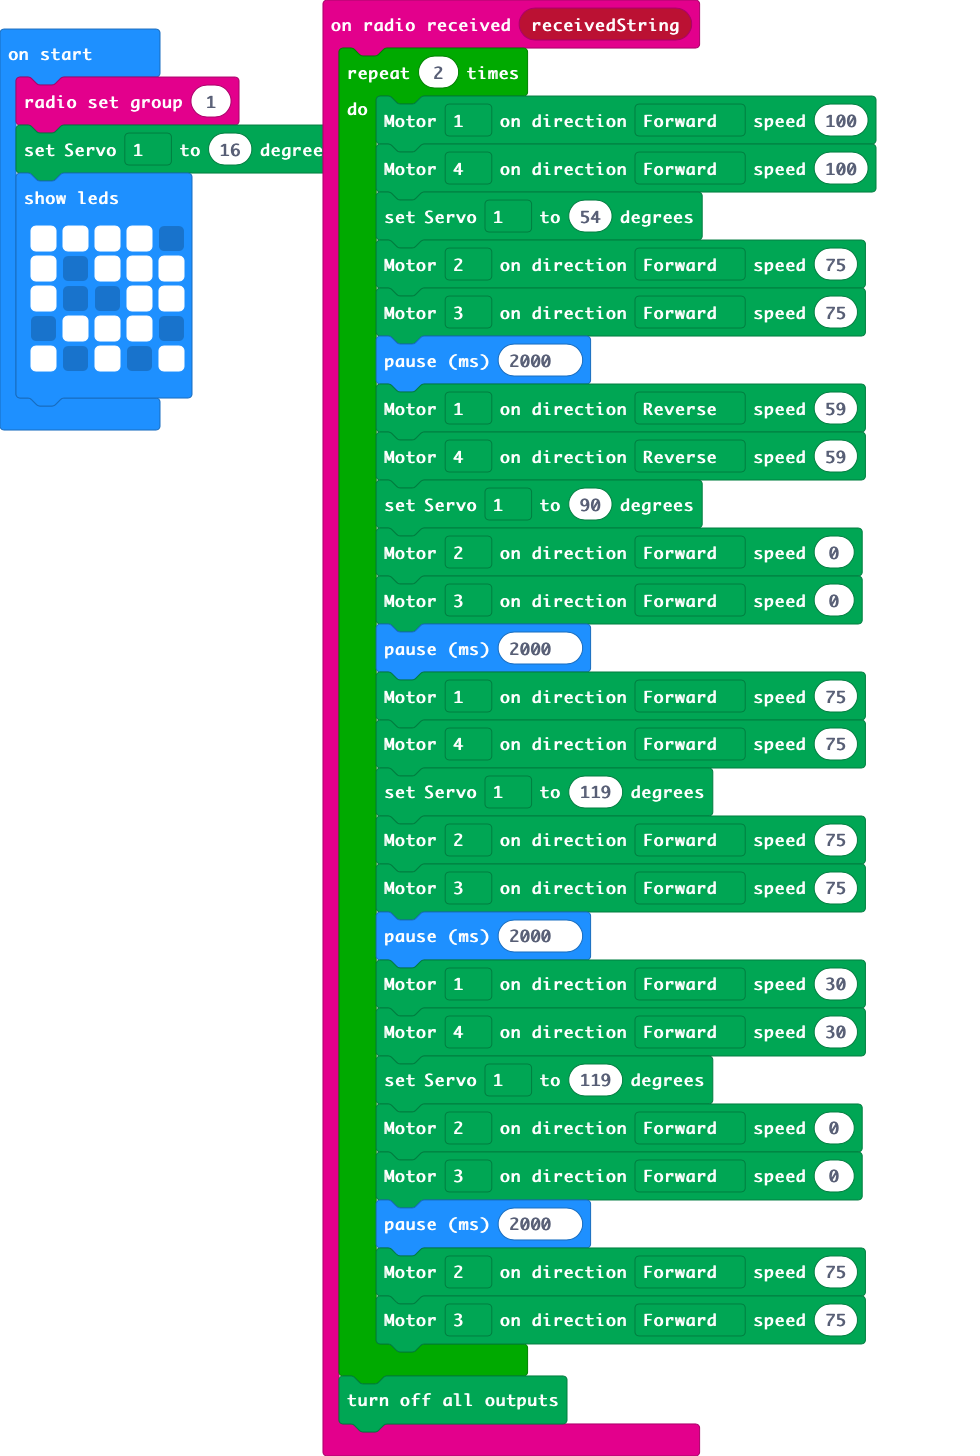 on start
radio set group 1
set Servo 1 to 16 degree
show leds
on radio received receivedString
repeat 2 times
do
Motor 1 on direction Forward speed 100
Motor 4 on direction Forward speed 100
set Servo 1 to 54 degrees
Motor 2 on direction Forward speed 75
Motor 3 on direction Forward speed 75
pause (ms) 2000
Motor 1 on direction Reverse speed 59
Motor 4 on direction Reverse speed 59
set Servo 1 to 90 degrees
Motor 2 on direction Forward speed 0
Motor 3 on direction Forward speed 0
pause (ms) 2000
Motor 1 on direction Forward speed 75
Motor 4 on direction Forward speed 75
set Servo 1 to 119 degrees
Motor 2 on direction Forward speed 75
Motor 3 on direction Forward speed 75
pause (ms) 2000
Motor 1 on direction Forward speed 30
Motor 4 on direction Forward speed 30
set Servo 1 to 119 degrees
Motor 2 on direction Forward speed 0
Motor 3 on direction Forward speed 0
pause (ms) 2000
Motor 2 on direction Forward speed 75
Motor 3 on direction Forward speed 75
turn off all outputs